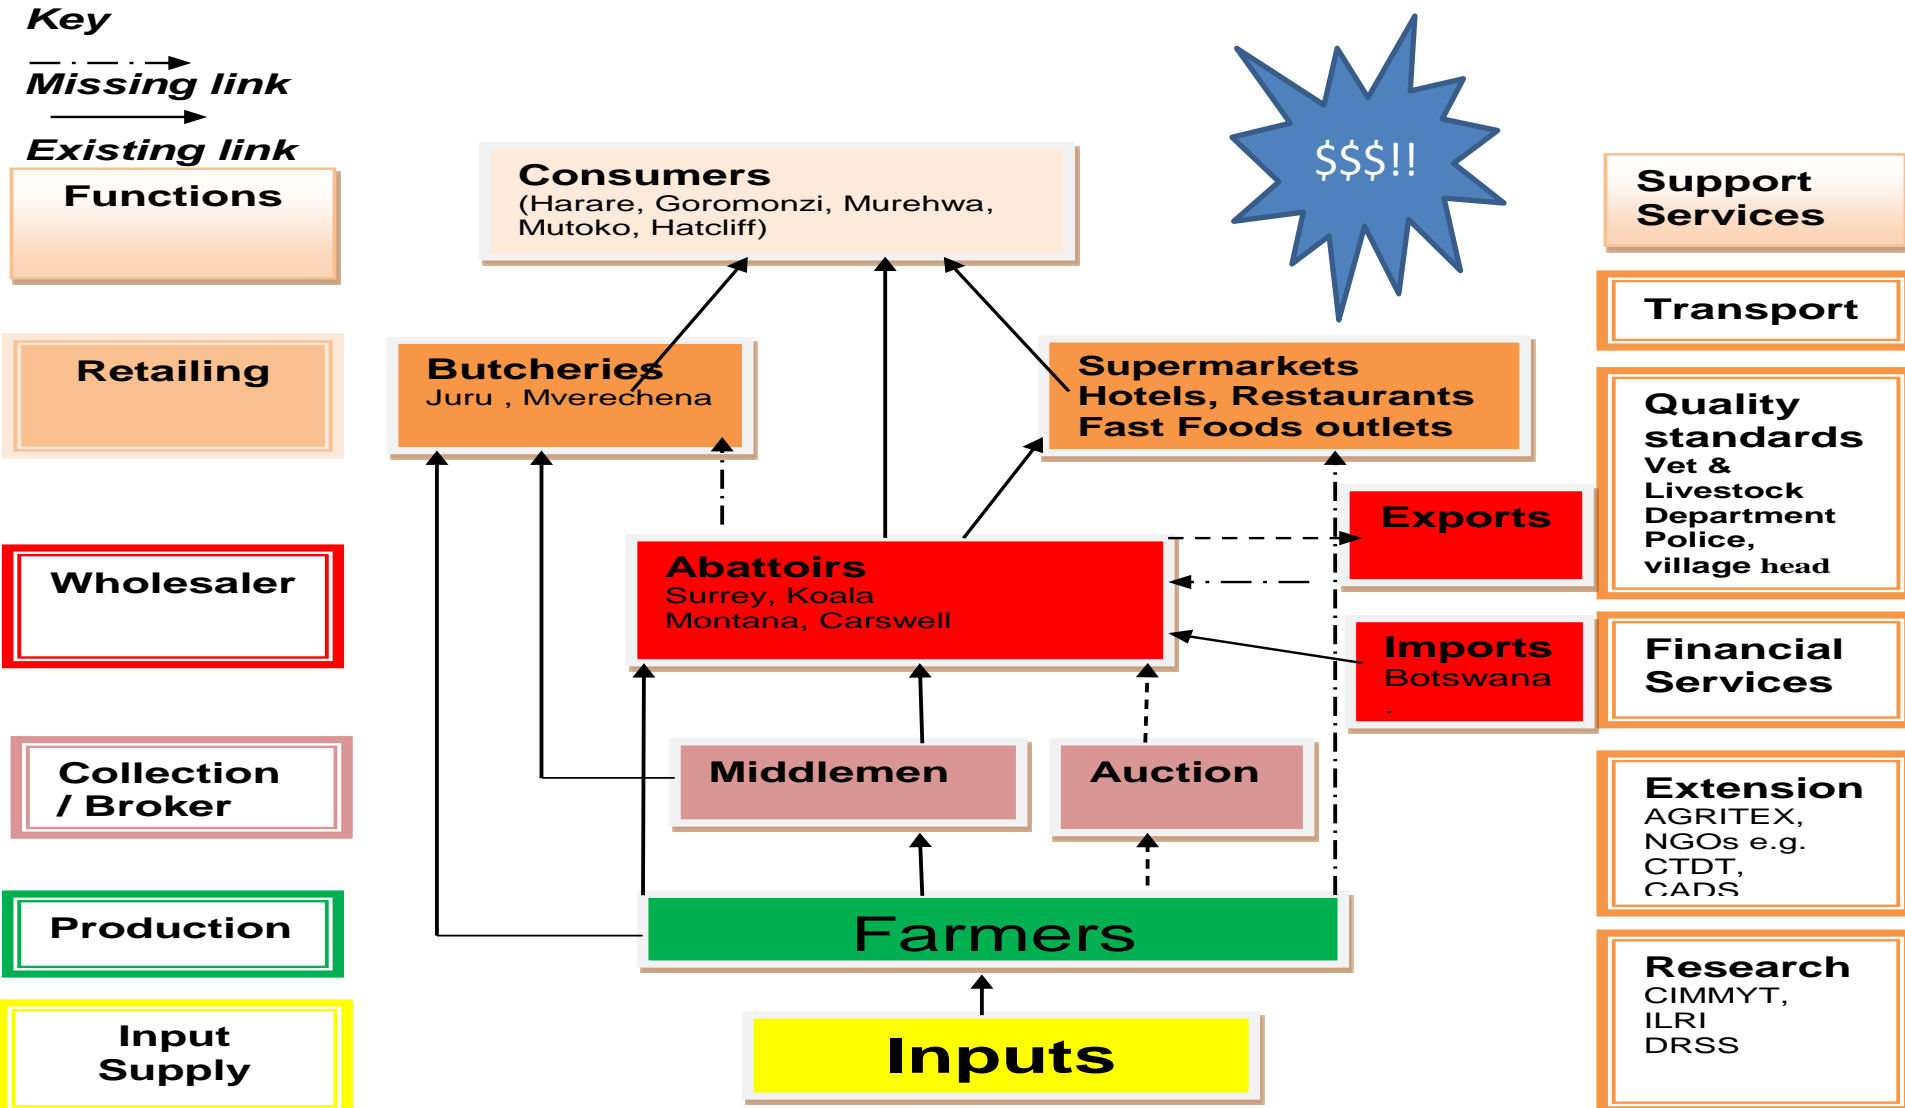 Key
Missing link
Existing link
Functions
Retailing
Wholesaler
Collection
/ Broker
Production
Input
Supply
Consumers
(Harare, Goromonzi, Murehwa,
Mutoko, Hatcliff)
$$$!!
Butcheries
Juru , Mverechena
Supermarkets
Hotels, Restaurants
Fast Foods outlets
Abattoirs
Surrey, Koala
Montana, Carswell
Exports
Imports
Botswana
.
Middlemen
Auction
Farmers
Inputs
Support
Services
Transport
Quality
standards
Vet &
Livestock
Department
Police,
village head
Financial
Services
Extension
AGRITEX,
NGOs e.g.
CTDT,
CADS
Research
CIMMYT,
ILRI
DRSS